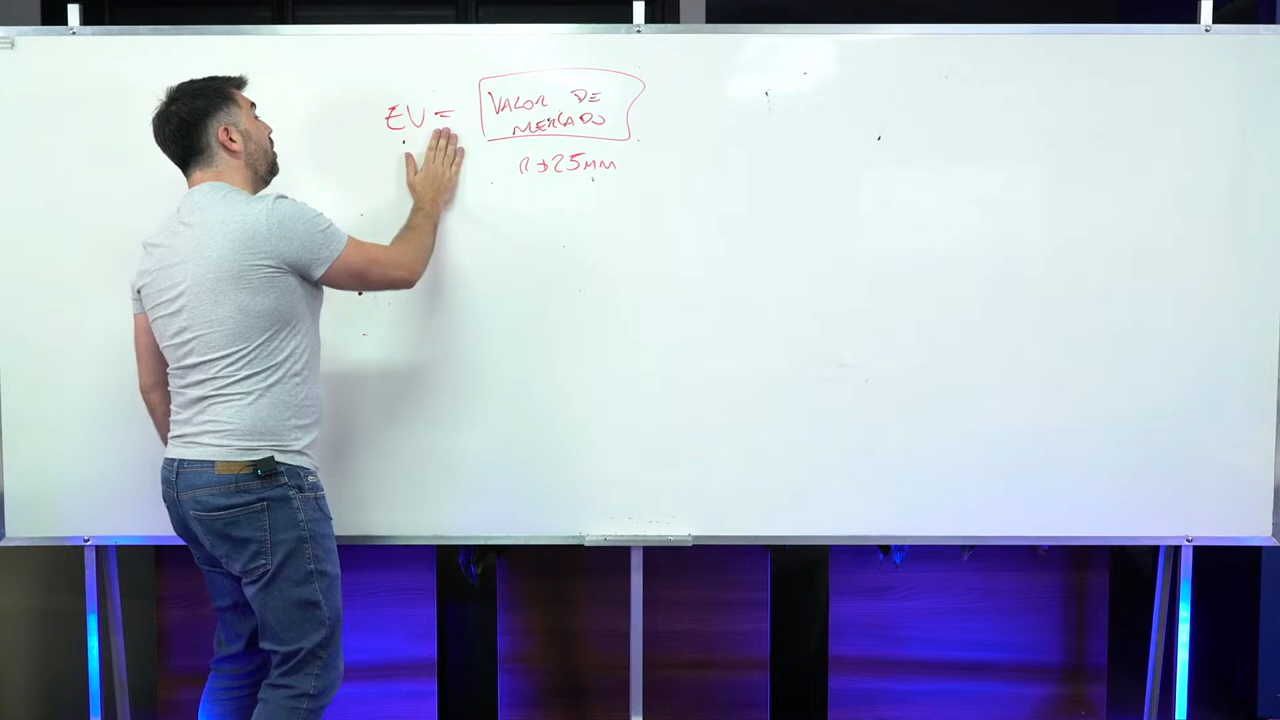 EV = VALOR DE
MERCADO
R$25MM